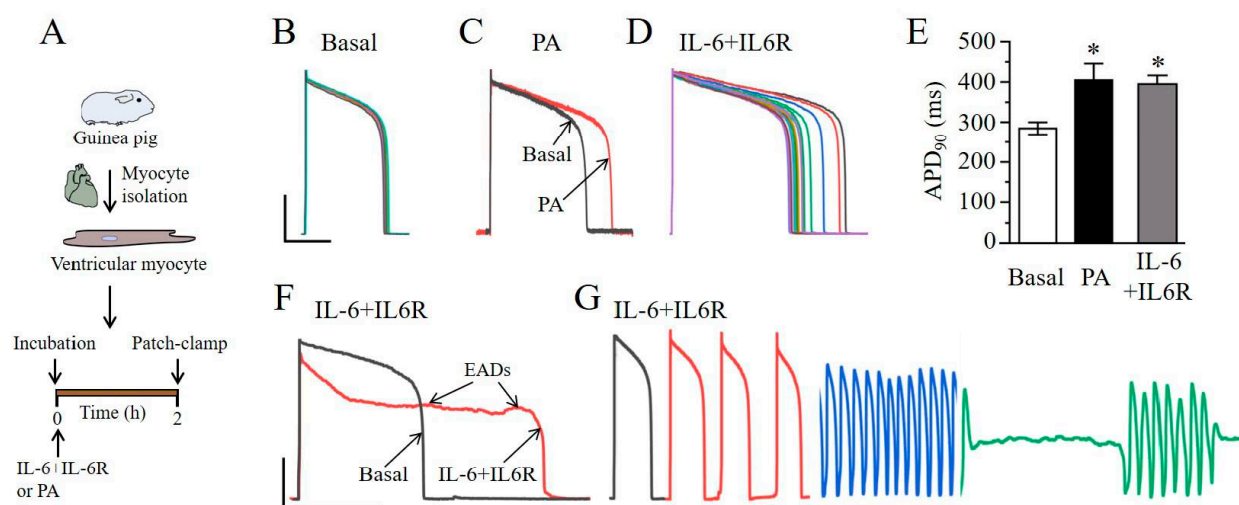 A
Guinea pig
Myocyte
isolation
Ventricular myocyte
Incubation
Patch-clamp
0
Time (h)
2
IL-6+IL-6R
or PA
B
Basal
C
PA
Basal
PA
D
IL-6+IL6R
E
APD90 (ms)
500
400
300
200
100
0
*
*
Basal
PA
IL-6
+IL6R
F
IL-6+IL6R
EADs
Basal
IL-6+IL6R
G
IL-6+IL6R